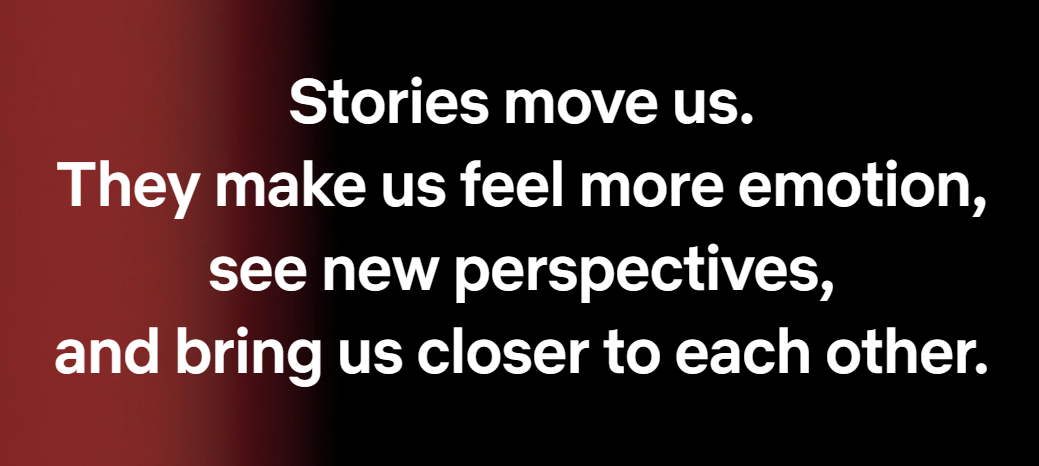 Stories move us.
They make us feel more emotion,
see new perspectives,
and bring us closer to each other.